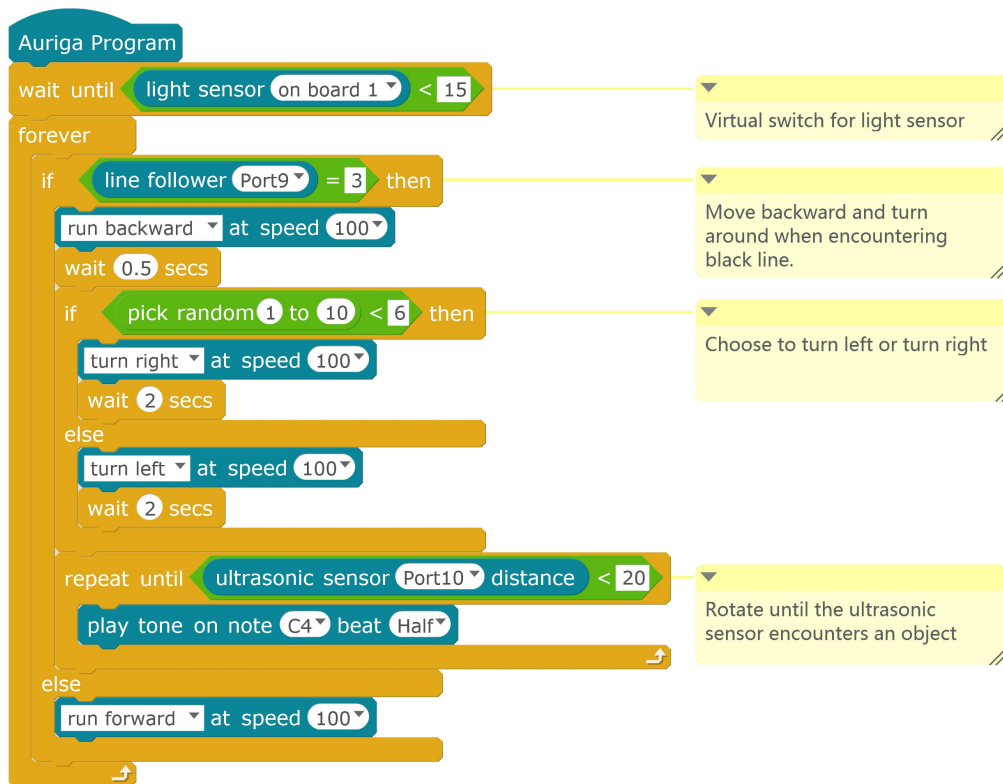 Auriga Program
wait until light sensor on board 1 < 15
Virtual switch for light sensor
forever
if line follower Port9 = 3 then
Move backward and turn
around when encountering
black line.
run backward at speed 100
wait 0.5 secs
if pick random 1 to 10 < 6 then
Choose to turn left or turn right
turn right at speed 100
wait 2 secs
else
turn left at speed 100
wait 2 secs
repeat until ultrasonic sensor Port10 distance < 20
Rotate until the ultrasonic
sensor encounters an object
play tone on note C4 beat Half
else
run forward at speed 100